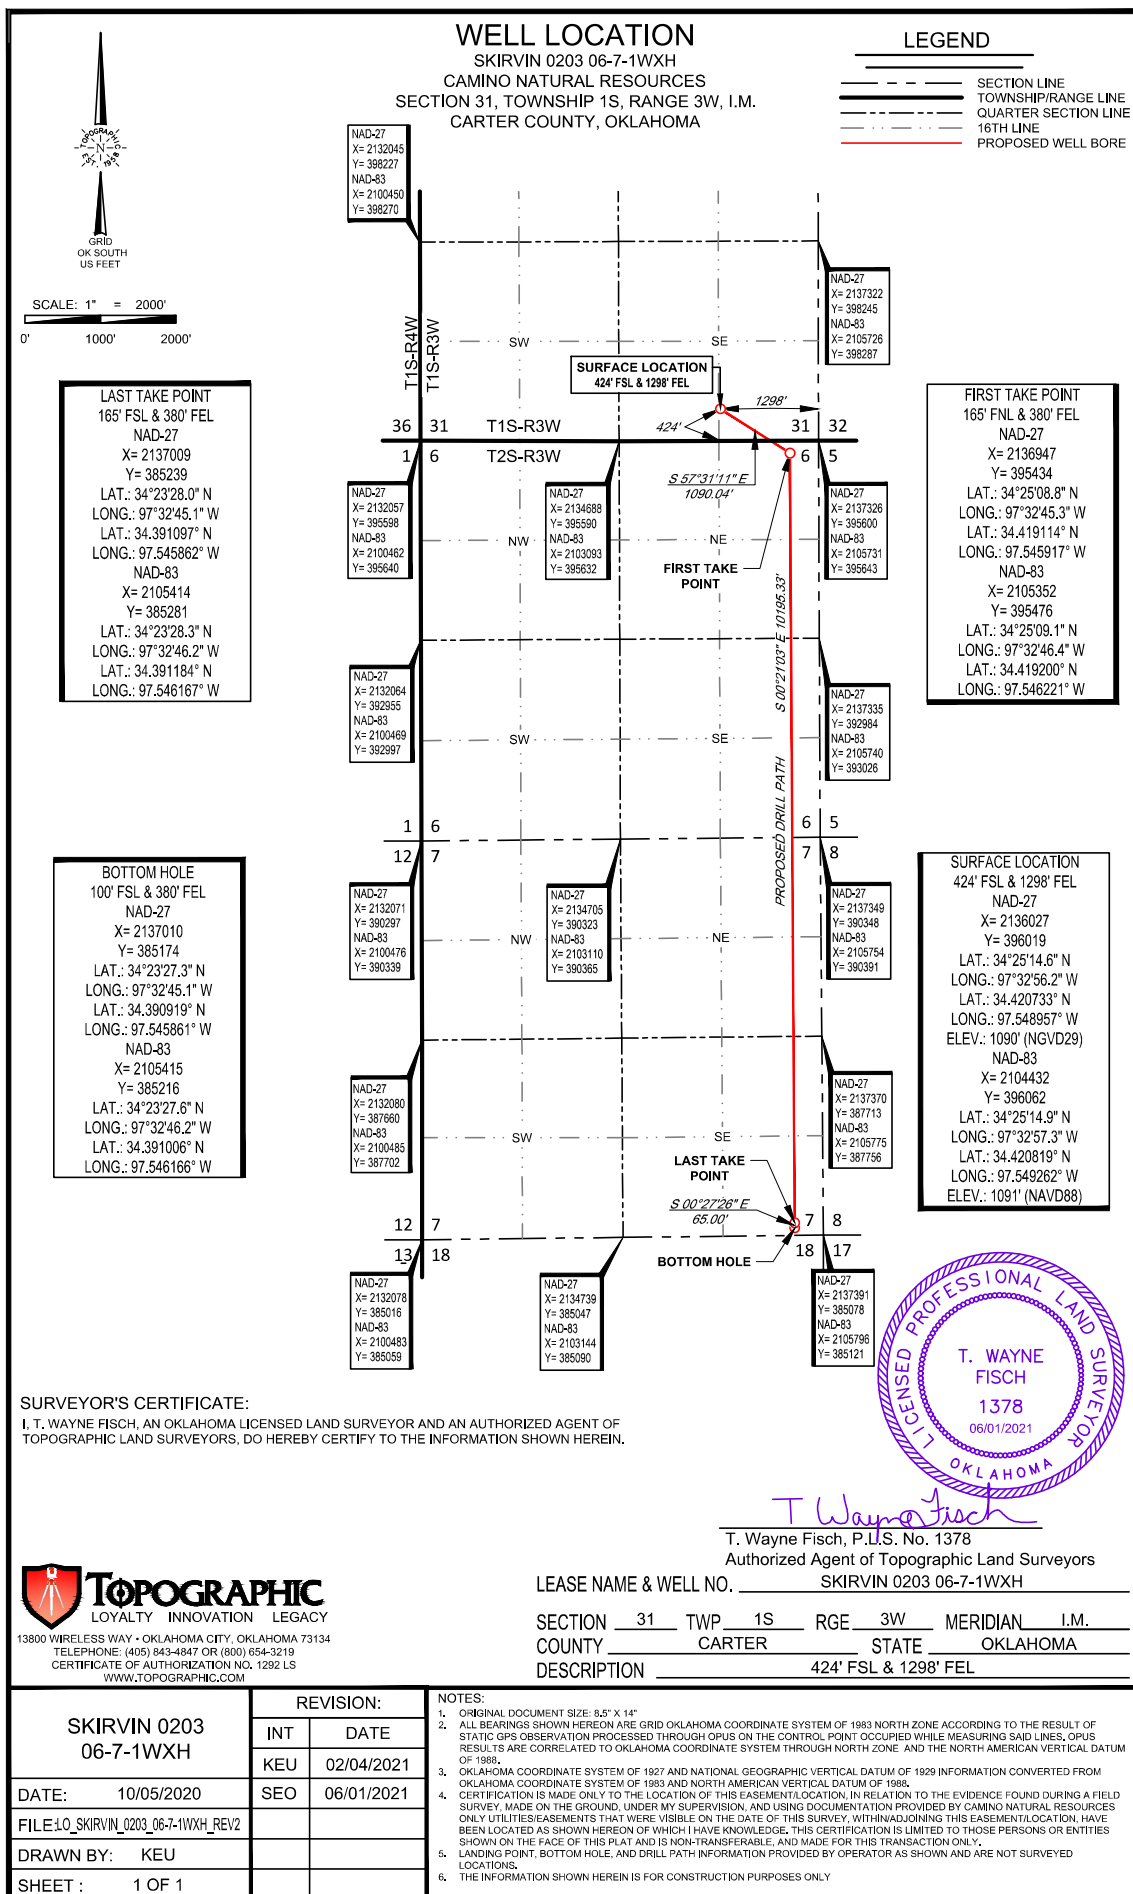 WELL LOCATION
SKIRVIN 0203 06-7-1WXH
CAMINO NATURAL RESOURCES
SECTION 31, TOWNSHIP 1S, RANGE 3W, I.M.
CARTER COUNTY, OKLAHOMA
LEGEND
SECTION LINE
TOWNSHIP/RANGE LINE
QUARTER SECTION LINE
16TH LINE
PROPOSED WELL BORE
TOPOGRAPHIC
N
EST. 1958
GRID
OK SOUTH
US FEET
SCALE: 1" = 2000'
0' 1000' 2000'
NAD-27
X= 2132045
Y= 398227
NAD-83
X= 2100450
Y= 398270
NAD-27
X= 2137322
Y= 398245
NAD-83
X= 2105726
Y= 398287
T1S-R4W
T1S-R3W
SW SE
SURFACE LOCATION
424' FSL & 1298' FEL
1298'
424'
36 31 T1S-R3W 31 32
1 6 T2S-R3W 6 5
S 57°31'11" E
1090.04'
LAST TAKE POINT
165' FSL & 380' FEL
NAD-27
X= 2137009
Y= 385239
LAT.: 34°23'28.0" N
LONG.: 97°32'45.1" W
LAT.: 34.391097° N
LONG.: 97.545862° W
NAD-83
X= 2105414
Y= 385281
LAT.: 34°23'28.3" N
LONG.: 97°32'46.2" W
LAT.: 34.391184° N
LONG.: 97.546167° W
FIRST TAKE POINT
165' FNL & 380' FEL
NAD-27
X= 2136947
Y= 395434
LAT.: 34°25'08.8" N
LONG.: 97°32'45.3" W
LAT.: 34.419114° N
LONG.: 97.545917° W
NAD-83
X= 2105352
Y= 395476
LAT.: 34°25'09.1" N
LONG.: 97°32'46.4" W
LAT.: 34.419200° N
LONG.: 97.546221° W
NAD-27
X= 2132057
Y= 395598
NAD-83
X= 2100462
Y= 395640
NAD-27
X= 2134688
Y= 395590
NAD-83
X= 2103093
Y= 395632
NAD-27
X= 2137326
Y= 395600
NAD-83
X= 2105731
Y= 395643
NW NE
FIRST TAKE
POINT
S 00°21'03" E 10195.33'
PROPOSED DRILL PATH
NAD-27
X= 2132064
Y= 392955
NAD-83
X= 2100469
Y= 392997
NAD-27
X= 2137335
Y= 392984
NAD-83
X= 2105740
Y= 393026
SW SE
1 6 6 5
12 7 7 8
BOTTOM HOLE
100' FSL & 380' FEL
NAD-27
X= 2137010
Y= 385174
LAT.: 34°23'27.3" N
LONG.: 97°32'45.1" W
LAT.: 34.390919° N
LONG.: 97.545861° W
NAD-83
X= 2105415
Y= 385216
LAT.: 34°23'27.6" N
LONG.: 97°32'46.2" W
LAT.: 34.391006° N
LONG.: 97.546166° W
SURFACE LOCATION
424' FSL & 1298' FEL
NAD-27
X= 2136027
Y= 396019
LAT.: 34°25'14.6" N
LONG.: 97°32'56.2" W
LAT.: 34.420733° N
LONG.: 97.548957° W
ELEV.: 1090' (NGVD29)
NAD-83
X= 2104432
Y= 396062
LAT.: 34°25'14.9" N
LONG.: 97°32'57.3" W
LAT.: 34.420819° N
LONG.: 97.549262° W
ELEV.: 1091' (NAVD88)
NAD-27
X= 2132071
Y= 390297
NAD-83
X= 2100476
Y= 390339
NAD-27
X= 2134705
Y= 390323
NAD-83
X= 2103110
Y= 390365
NAD-27
X= 2137349
Y= 390348
NAD-83
X= 2105754
Y= 390391
NW NE
NAD-27
X= 2132080
Y= 387660
NAD-83
X= 2100485
Y= 387702
NAD-27
X= 2137370
Y= 387713
NAD-83
X= 2105775
Y= 387756
SW SE
LAST TAKE
POINT
S 00°27'26" E
65.00'
BOTTOM HOLE
12 7 7 8
13 18 18 17
NAD-27
X= 2132078
Y= 385016
NAD-83
X= 2100483
Y= 385059
NAD-27
X= 2134739
Y= 385047
NAD-83
X= 2103144
Y= 385090
NAD-27
X= 2137391
Y= 385078
NAD-83
X= 2105796
Y= 385121
LICENSED PROFESSIONAL LAND SURVEYOR
T. WAYNE
FISCH
1378
06/01/2021
OKLAHOMA
SURVEYOR'S CERTIFICATE:
I, T. WAYNE FISCH, AN OKLAHOMA LICENSED LAND SURVEYOR AND AN AUTHORIZED AGENT OF
TOPOGRAPHIC LAND SURVEYORS, DO HEREBY CERTIFY TO THE INFORMATION SHOWN HEREIN.
T Wayne Fisch
T. Wayne Fisch, P.L.S. No. 1378
Authorized Agent of Topographic Land Surveyors
TOPOGRAPHIC
LOYALTY INNOVATION LEGACY
13800 WIRELESS WAY • OKLAHOMA CITY, OKLAHOMA 73134
TELEPHONE: (405) 843-4847 OR (800) 654-3219
CERTIFICATE OF AUTHORIZATION NO. 1292 LS
WWW.TOPOGRAPHIC.COM
LEASE NAME & WELL NO. SKIRVIN 0203 06-7-1WXH
SECTION 31 TWP 1S RGE 3W MERIDIAN I.M.
COUNTY CARTER STATE OKLAHOMA
DESCRIPTION 424' FSL & 1298' FEL
SKIRVIN 0203
06-7-1WXH
DATE: 10/05/2020
FILE:LO_SKIRVIN_0203_06-7-1WXH_REV2
DRAWN BY: KEU
SHEET : 1 OF 1
REVISION:
INT DATE
KEU 02/04/2021
SEO 06/01/2021
NOTES:
1. ORIGINAL DOCUMENT SIZE: 8.5" X 14"
2. ALL BEARINGS SHOWN HEREON ARE GRID OKLAHOMA COORDINATE SYSTEM OF 1983 NORTH ZONE ACCORDING TO THE RESULT OF
STATIC GPS OBSERVATION PROCESSED THROUGH OPUS ON THE CONTROL POINT OCCUPIED WHILE MEASURING SAID LINES. OPUS
RESULTS ARE CORRELATED TO OKLAHOMA COORDINATE SYSTEM THROUGH NORTH ZONE AND THE NORTH AMERICAN VERTICAL DATUM
OF 1988.
3. OKLAHOMA COORDINATE SYSTEM OF 1927 AND NATIONAL GEOGRAPHIC VERTICAL DATUM OF 1929 INFORMATION CONVERTED FROM
OKLAHOMA COORDINATE SYSTEM OF 1983 AND NORTH AMERICAN VERTICAL DATUM OF 1988.
4. CERTIFICATION IS MADE ONLY TO THE LOCATION OF THIS EASEMENT/LOCATION, IN RELATION TO THE EVIDENCE FOUND DURING A FIELD
SURVEY, MADE ON THE GROUND, UNDER MY SUPERVISION, AND USING DOCUMENTATION PROVIDED BY CAMINO NATURAL RESOURCES
ONLY UTILITIES/EASEMENTS THAT WERE VISIBLE ON THE DATE OF THIS SURVEY, WITHIN/ADJOINING THIS EASEMENT/LOCATION, HAVE
BEEN LOCATED AS SHOWN HEREON OF WHICH I HAVE KNOWLEDGE. THIS CERTIFICATION IS LIMITED TO THOSE PERSONS OR ENTITIES
SHOWN ON THE FACE OF THIS PLAT AND IS NON-TRANSFERABLE, AND MADE FOR THIS TRANSACTION ONLY.
5. LANDING POINT, BOTTOM HOLE, AND DRILL PATH INFORMATION PROVIDED BY OPERATOR AS SHOWN AND ARE NOT SURVEYED
LOCATIONS.
6. THE INFORMATION SHOWN HEREIN IS FOR CONSTRUCTION PURPOSES ONLY